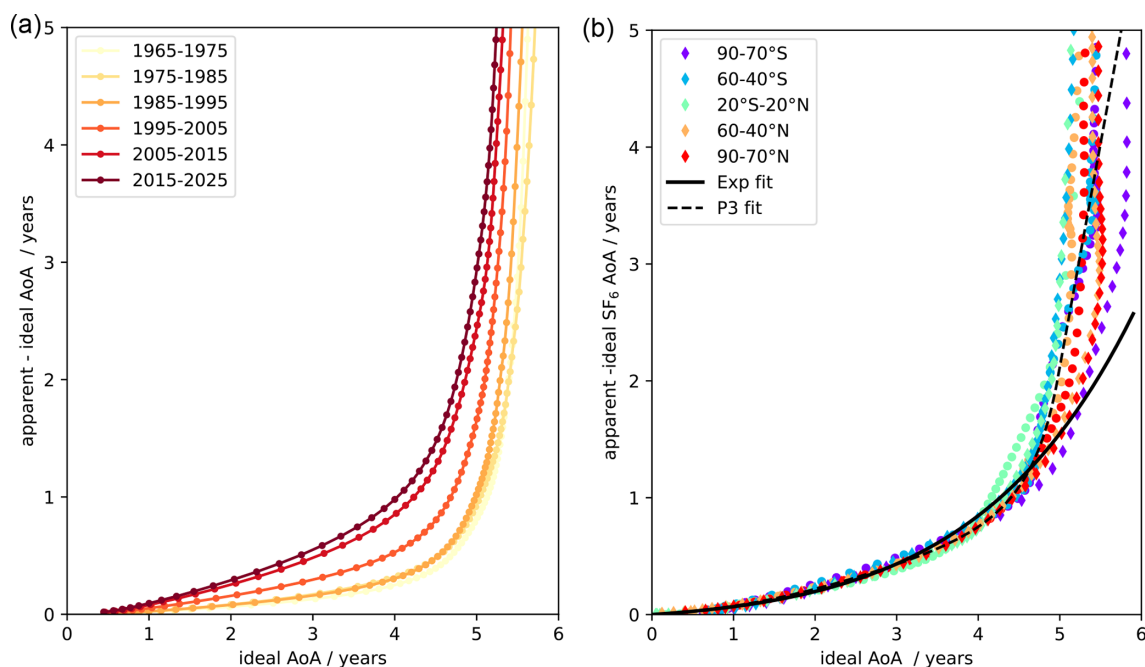 (a)
5
4
3
2
1
0
apparent - ideal AoA / years
1965-1975
1975-1985
1985-1995
1995-2005
2005-2015
2015-2025
0
1
2
3
4
5
6
ideal AoA / years
(b)
5
4
3
2
1
0
apparent -ideal SF₆ AoA / years
90-70°S
60-40°S
20°S-20°N
60-40°N
90-70°N
Exp fit
P3 fit
0
1
2
3
4
5
6
ideal AoA / years